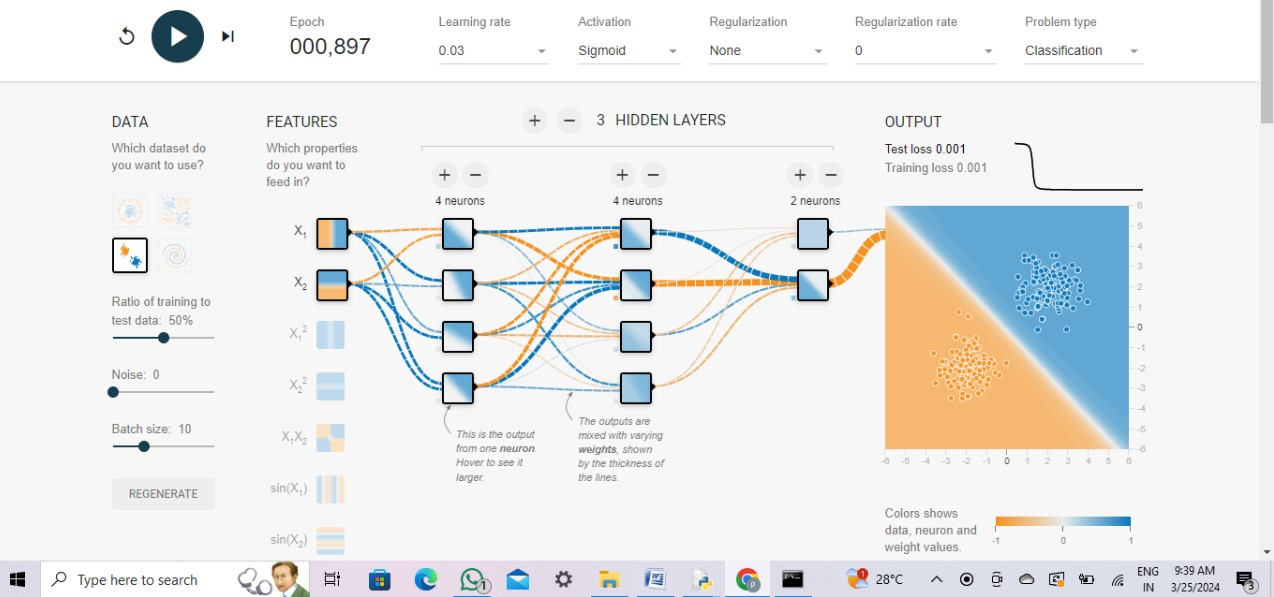 Epoch
000,897
Learning rate
0.03
Activation
Sigmoid
Regularization
None
Regularization rate
0
Problem type
Classification
DATA
Which dataset do
you want to use?
Ratio of training to
test data: 50%
Noise: 0
Batch size: 10
REGENERATE
FEATURES
Which properties
do you want to
feed in?
X₁
X₂
X₁²
X₂²
X₁X₂
sin(X₁)
sin(X₂)
+ − 3 HIDDEN LAYERS
+ −
4 neurons
+ −
4 neurons
+ −
2 neurons
This is the output
from one neuron.
Hover to see it
larger.
The outputs are
mixed with varying
weights, shown
by the thickness of
the lines.
OUTPUT
Test loss 0.001
Training loss 0.001
6
5
4
3
2
1
0
-1
-2
-3
-4
-5
-6
-6 -5 -4 -3 -2 -1 0 1 2 3 4 5 6
Colors shows
data, neuron and
weight values.
-1 0 1
Type here to search
1
1
28°C
ENG
IN
9:39 AM
3/25/2024
3